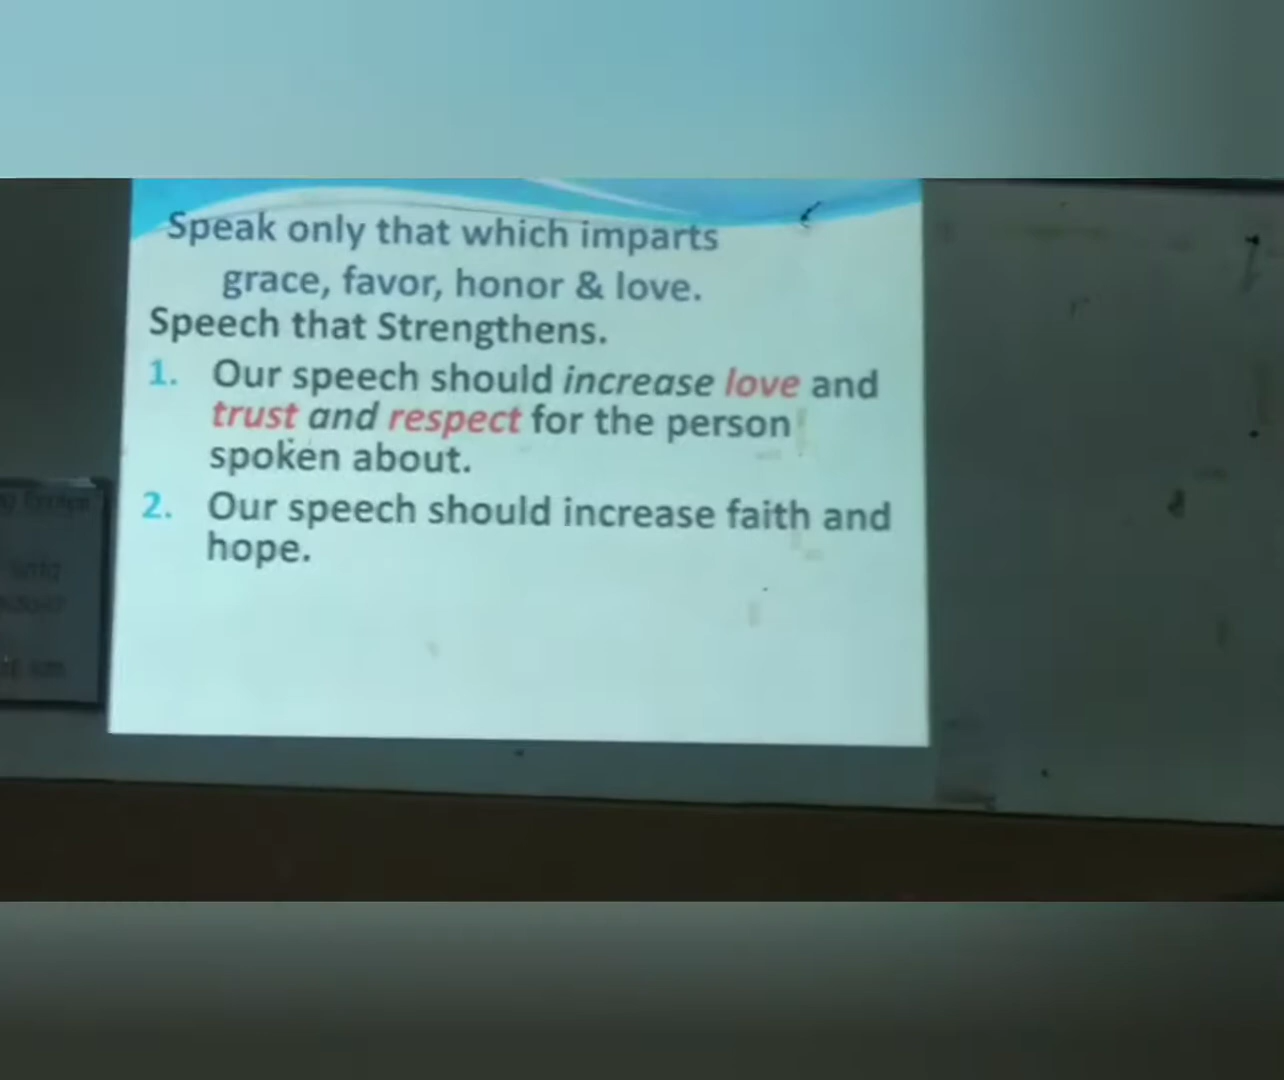 Speak only that which imparts
grace, favor, honor & love.
Speech that Strengthens.
1. Our speech should increase love and
trust and respect for the person
spoken about.
2. Our speech should increase faith and
hope.